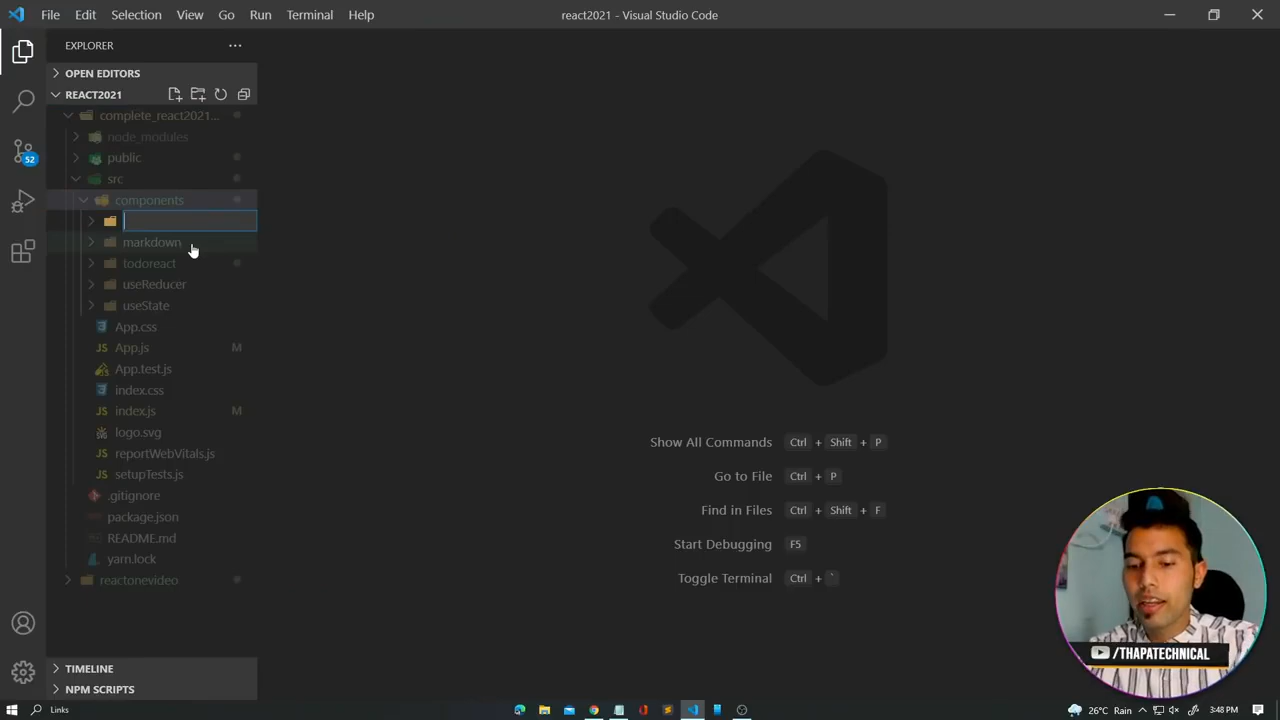 File Edit Selection View Go Run Terminal Help
react2021 - Visual Studio Code
EXPLORER
OPEN EDITORS
REACT2021
complete_react2021...
node_modules
public
src
components
markdown
todoreact
useReducer
useState
App.css
App.js M
App.test.js
index.css
index.js M
logo.svg
reportWebVitals.js
setupTests.js
.gitignore
package.json
README.md
yarn.lock
reactonevideo
TIMELINE
NPM SCRIPTS
52
Show All Commands Ctrl + Shift + P
Go to File Ctrl + P
Find in Files Ctrl + Shift + F
Start Debugging F5
Toggle Terminal Ctrl + `
/THAPATECHNICAL
Links
26°C Rain
3:48 PM